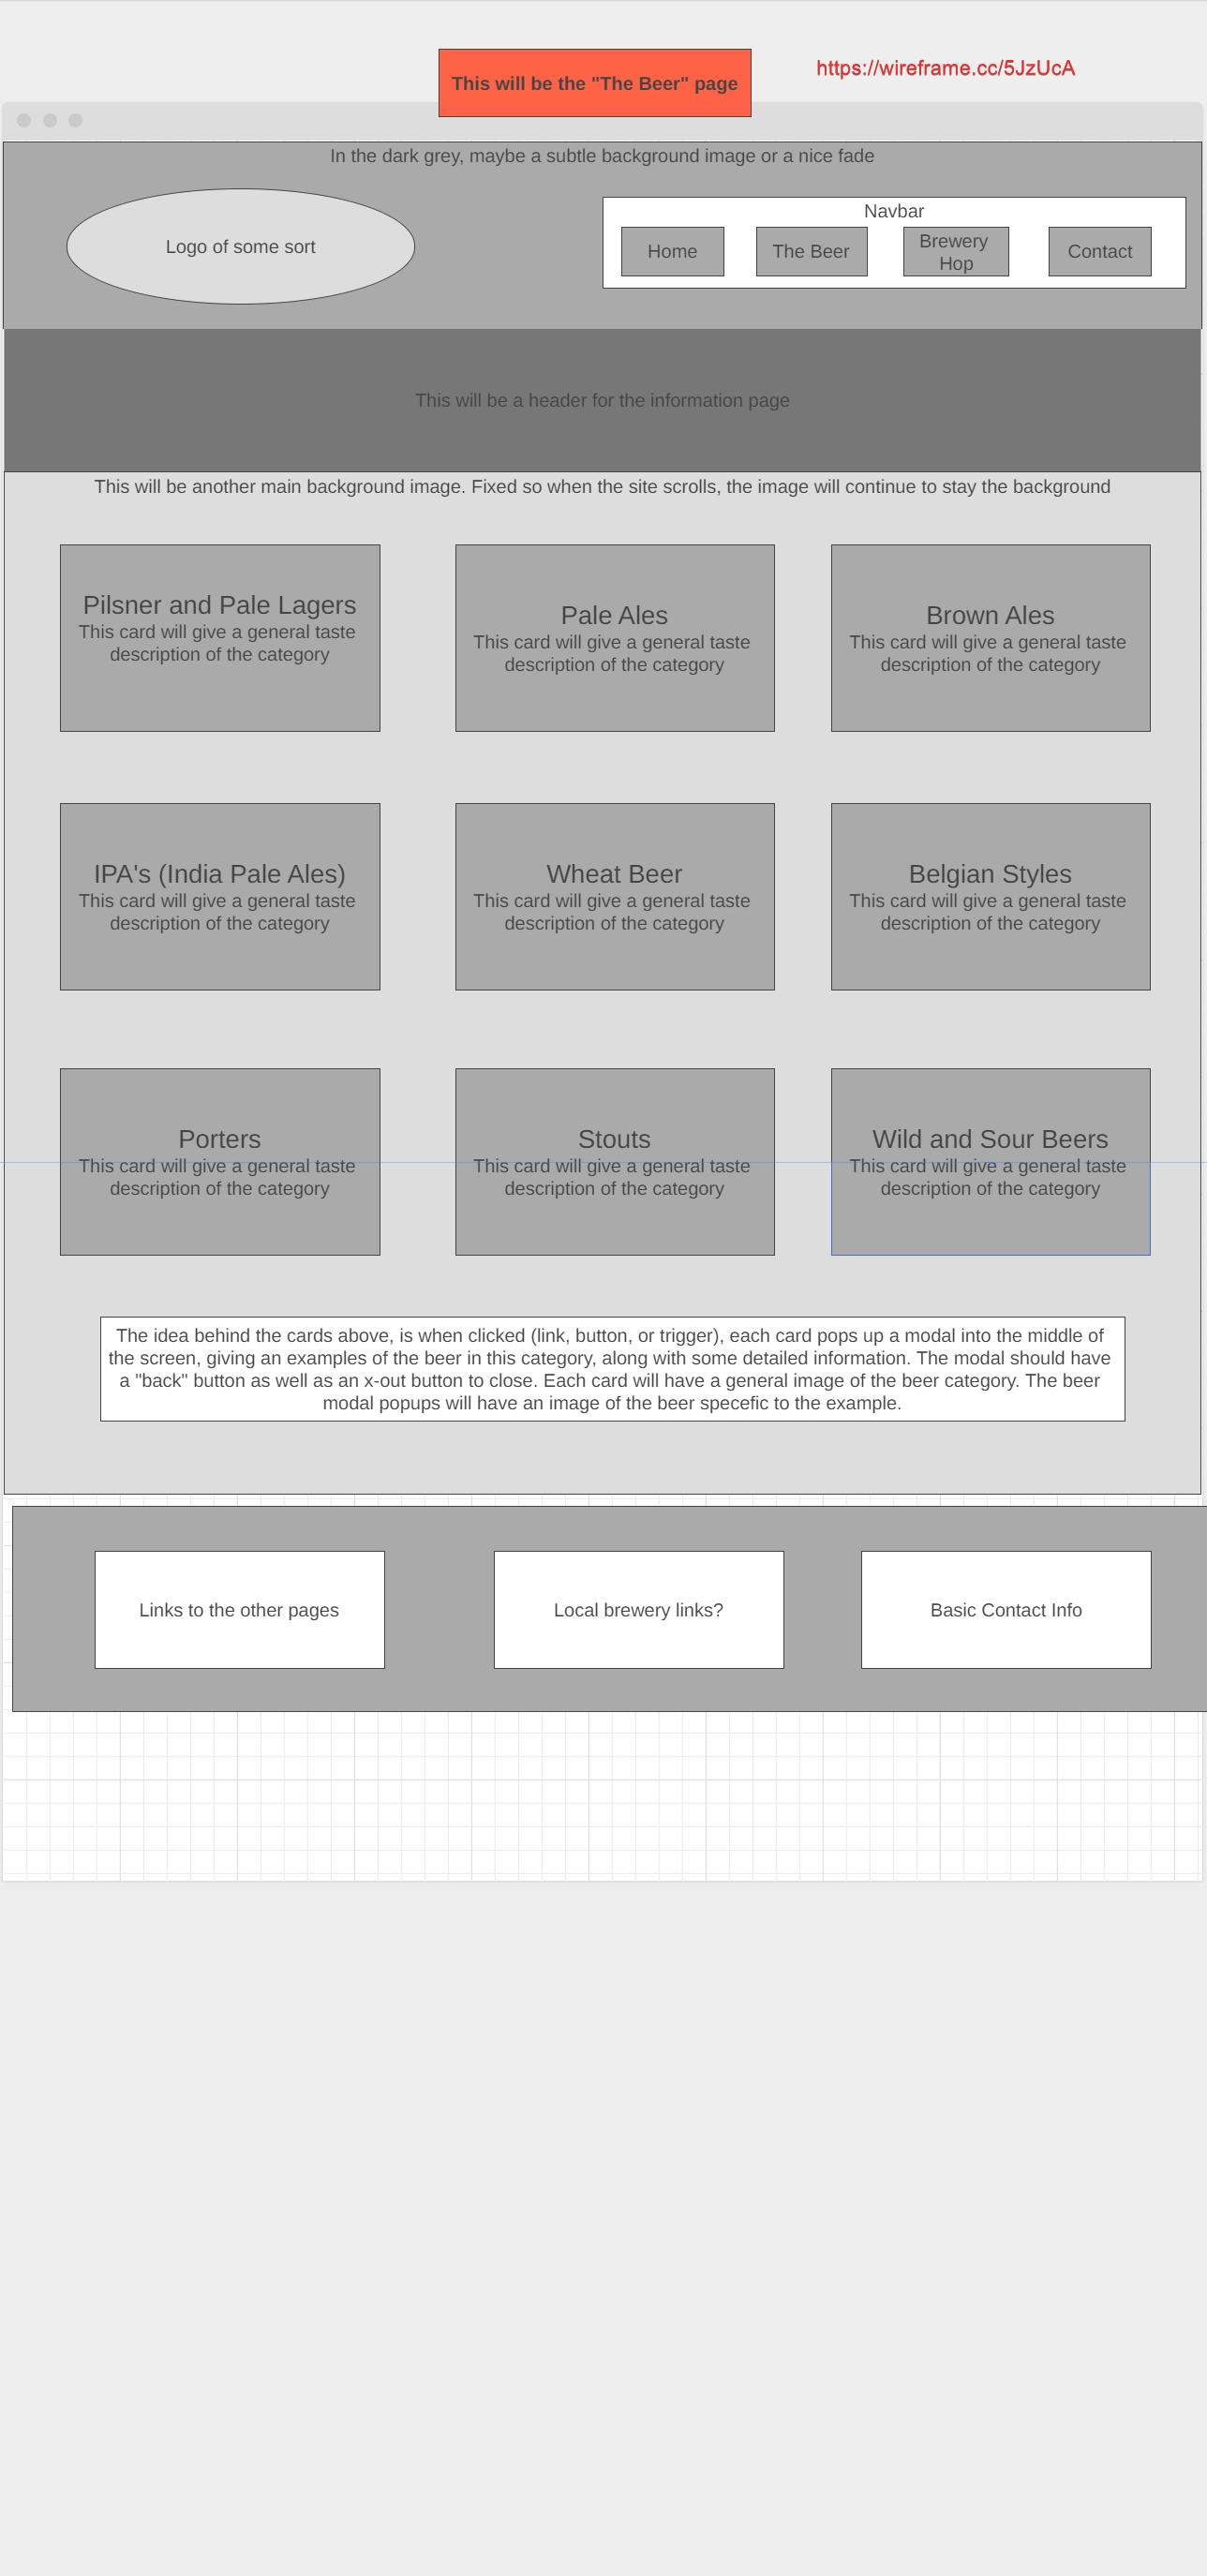 This will be the "The Beer" page
https://wireframe.cc/5JzUcA
In the dark grey, maybe a subtle background image or a nice fade
Logo of some sort
Navbar
Home
The Beer
Brewery
Hop
Contact
This will be a header for the information page
This will be another main background image. Fixed so when the site scrolls, the image will continue to stay the background
Pilsner and Pale Lagers
This card will give a general taste
description of the category
Pale Ales
This card will give a general taste
description of the category
Brown Ales
This card will give a general taste
description of the category
IPA's (India Pale Ales)
This card will give a general taste
description of the category
Wheat Beer
This card will give a general taste
description of the category
Belgian Styles
This card will give a general taste
description of the category
Porters
This card will give a general taste
description of the category
Stouts
This card will give a general taste
description of the category
Wild and Sour Beers
This card will give a general taste
description of the category
The idea behind the cards above, is when clicked (link, button, or trigger), each card pops up a modal into the middle of
the screen, giving an examples of the beer in this category, along with some detailed information. The modal should have
a "back" button as well as an x-out button to close. Each card will have a general image of the beer category. The beer
modal popups will have an image of the beer specefic to the example.
Links to the other pages
Local brewery links?
Basic Contact Info